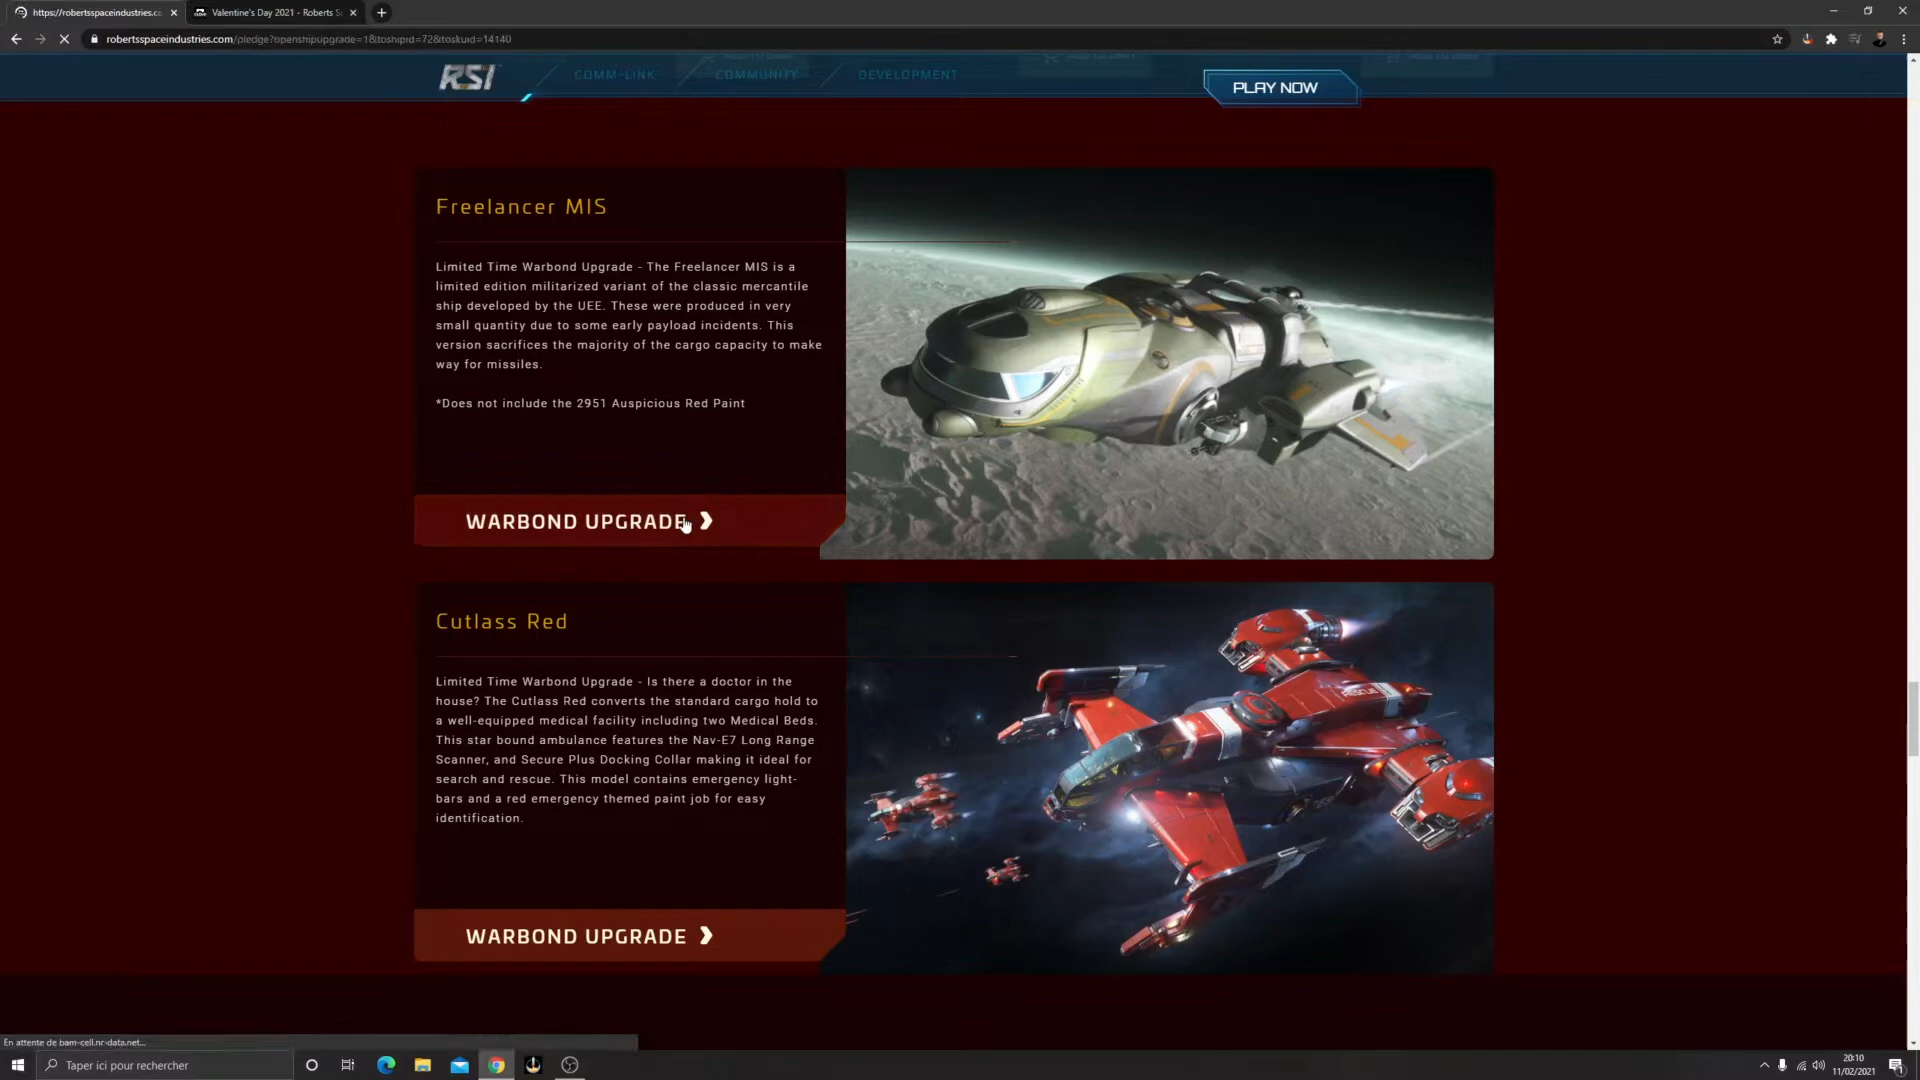 https://robertsspaceindustries.cc
Valentine's Day 2021 - Roberts S
robertsspaceindustries.com/pledge?openshipupgrade=1&toshipid=72&toskuid=14140
RSI
COMM-LINK
COMMUNITY
DEVELOPMENT
PLAY NOW
Freelancer MIS
Limited Time Warbond Upgrade - The Freelancer MIS is a
limited edition militarized variant of the classic mercantile
ship developed by the UEE. These were produced in very
small quantity due to some early payload incidents. This
version sacrifices the majority of the cargo capacity to make
way for missiles.
*Does not include the 2951 Auspicious Red Paint
WARBOND UPGRADE
Cutlass Red
Limited Time Warbond Upgrade - Is there a doctor in the
house? The Cutlass Red converts the standard cargo hold to
a well-equipped medical facility including two Medical Beds.
This star bound ambulance features the Nav-E7 Long Range
Scanner, and Secure Plus Docking Collar making it ideal for
search and rescue. This model contains emergency light-
bars and a red emergency themed paint job for easy
identification.
RESCUE
WARBOND UPGRADE
En attente de bam-cell.nr-data.net...
Taper ici pour rechercher
20:10
11/02/2021